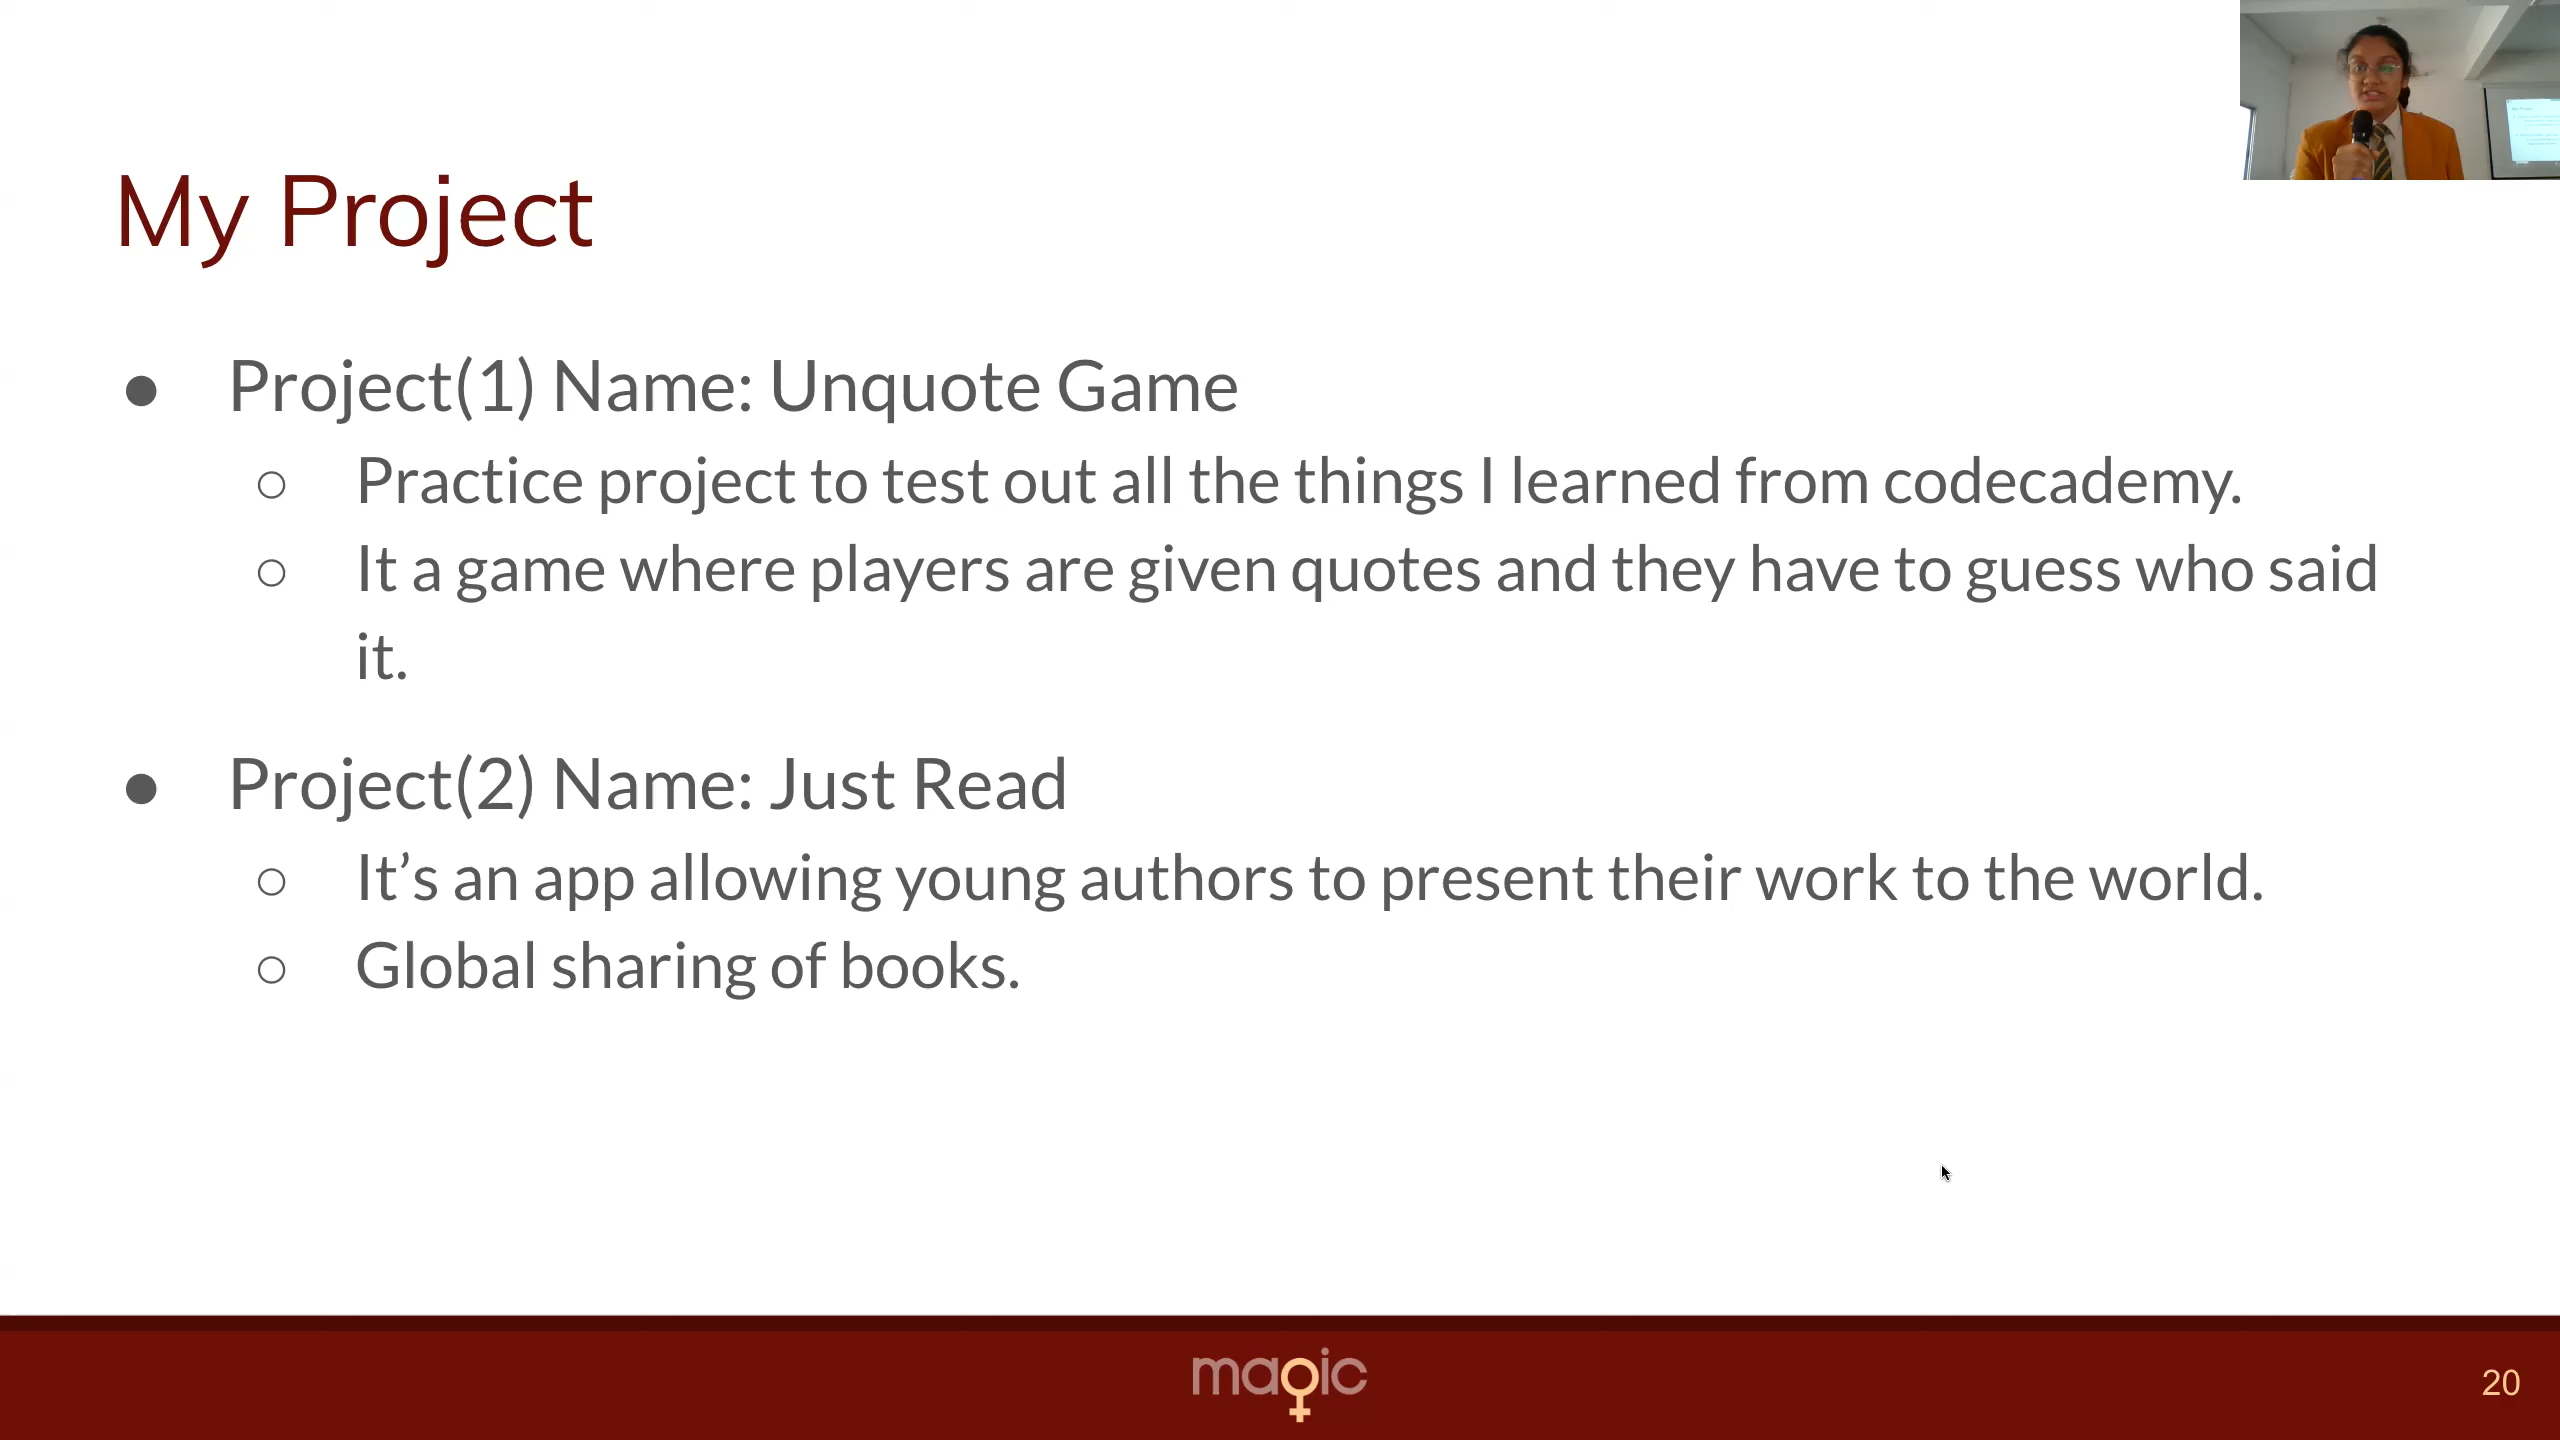 My Project
● Project(1) Name: Unquote Game
○ Practice project to test out all the things I learned from codecademy.
○ It a game where players are given quotes and they have to guess who said
it.
● Project(2) Name: Just Read
○ It’s an app allowing young authors to present their work to the world.
○ Global sharing of books.
magic
20